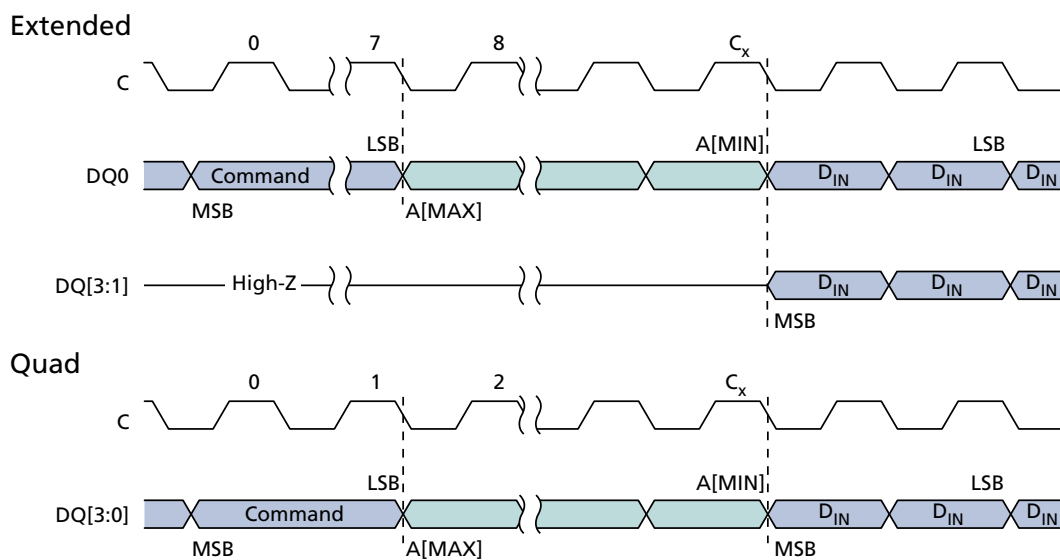 Extended
0 7 8 Cx
C
LSB A[MIN] LSB
DQ0 Command DIN DIN DIN
MSB A[MAX]
DQ[3:1] High-Z DIN DIN DIN
MSB
Quad
0 1 2 Cx
C
LSB A[MIN] LSB
DQ[3:0] Command DIN DIN DIN
MSB A[MAX] MSB